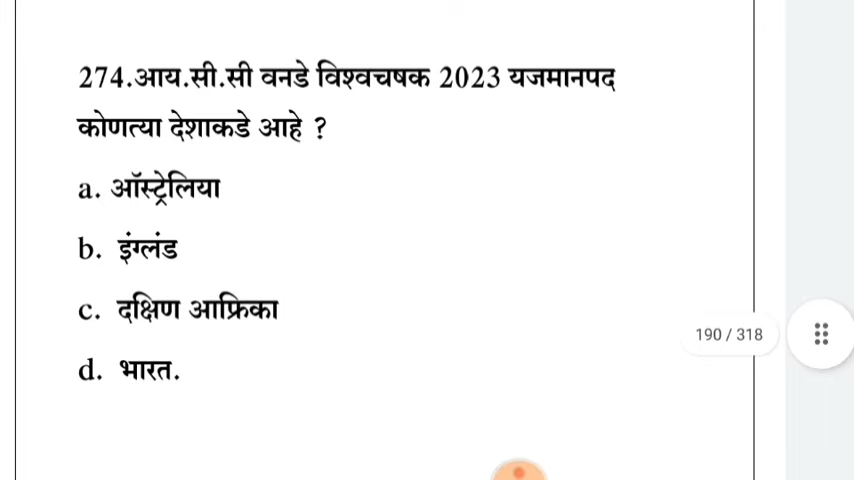 274.आय.सी.सी वनडे विश्वचषक 2023 यजमानपद
कोणत्या देशाकडे आहे ?
a. ऑस्ट्रेलिया
b. इंग्लंड
c. दक्षिण आफ्रिका
190 / 318
d. भारत.